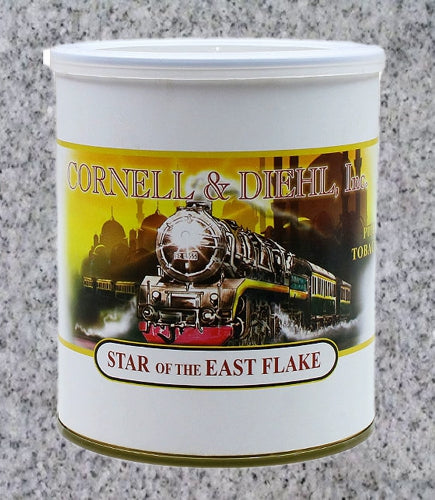 CORNELL & DIEHL, Inc.
STAR OF THE EAST FLAKE